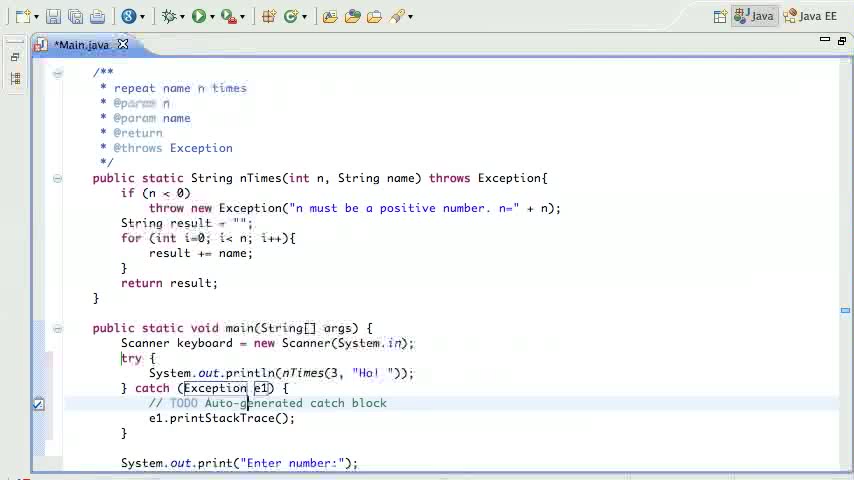 Java
Java EE
*Main.java
/**
* repeat name n times
* @param n
* @param name
* @return
* @throws Exception
*/
public static String nTimes(int n, String name) throws Exception{
if (n < 0)
throw new Exception("n must be a positive number. n=" + n);
String result = "";
for (int i=0; i< n; i++){
result += name;
}
return result;
}
public static void main(String[] args) {
Scanner keyboard = new Scanner(System.in);
try {
System.out.println(nTimes(3, "Ho! "));
} catch (Exception e1) {
// TODO Auto-generated catch block
e1.printStackTrace();
}
System.out.print("Enter number:");